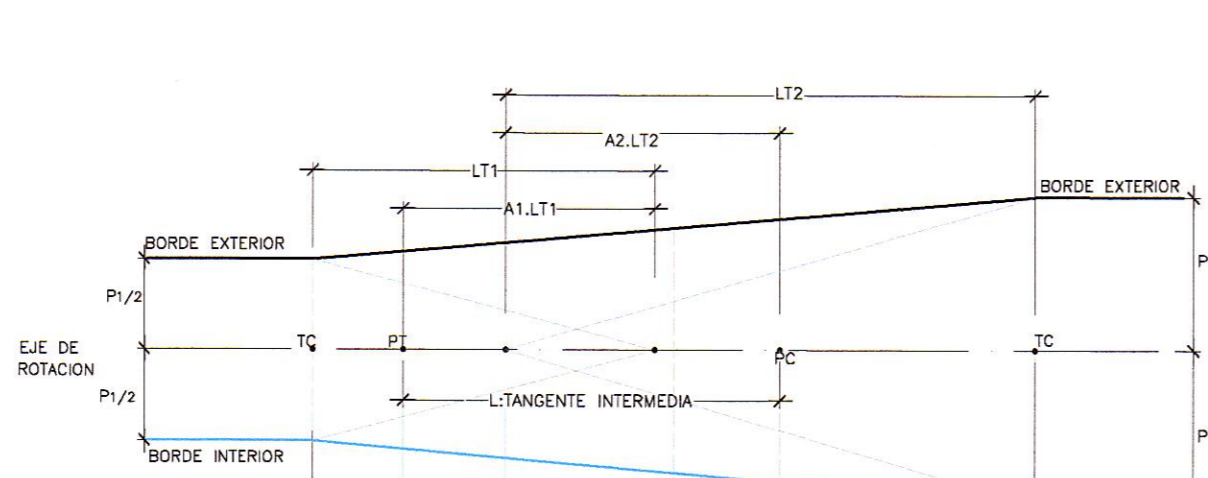 LT2
A2.LT2
LT1
A1.LT1
BORDE EXTERIOR
BORDE EXTERIOR
P1/2
P
EJE DE
ROTACION
TC
PT
PC
TC
P1/2
L:TANGENTE INTERMEDIA
P
BORDE INTERIOR